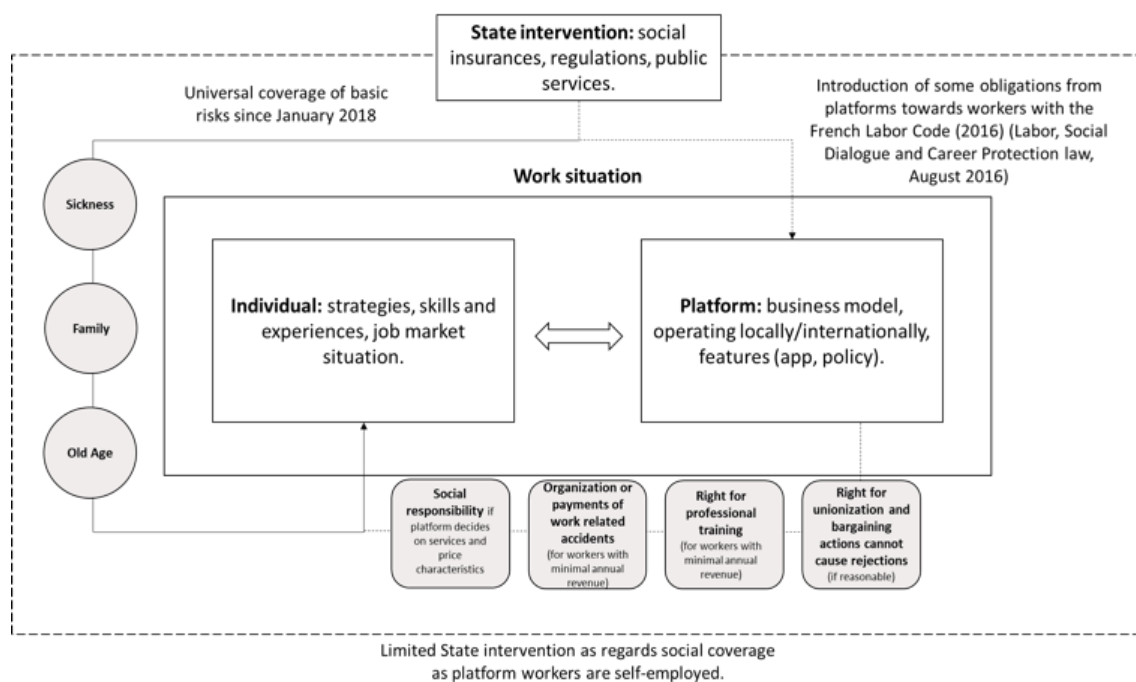 State intervention: social
insurances, regulations, public
services.
Universal coverage of basic
risks since January 2018
Introduction of some obligations from
platforms towards workers with the
French Labor Code (2016) (Labor, Social
Dialogue and Career Protection law,
August 2016)
Work situation
Sickness
Family
Old Age
Individual: strategies, skills and
experiences, job market
situation.
Platform: business model,
operating locally/internationally,
features (app, policy).
Social
responsibility if
platform decides
on services and
price
characteristics
Organization or
payments of
work related
accidents
(for workers with
minimal annual
revenue)
Right for
professional
training
(for workers with
minimal annual
revenue)
Right for
unionization and
bargaining
actions cannot
cause rejections
(if reasonable)
Limited State intervention as regards social coverage
as platform workers are self-employed.